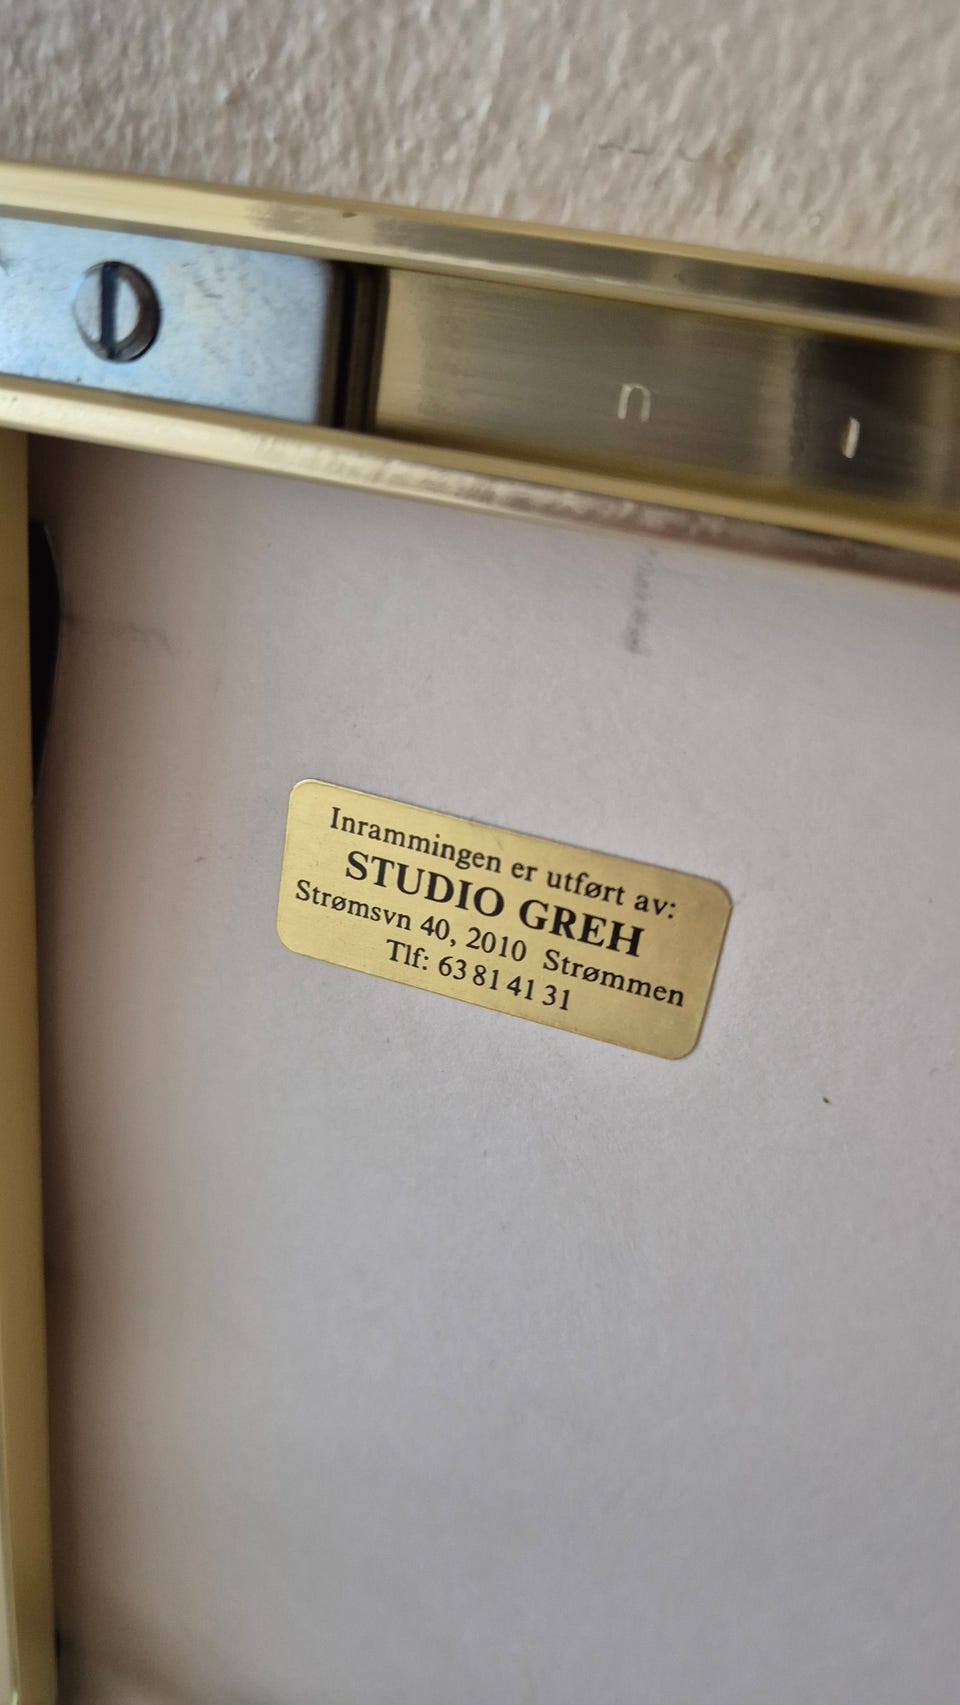 Inrammingen er utført av:
STUDIO GREH
Strømsvn 40, 2010 Strømmen
Tlf: 63 81 41 31